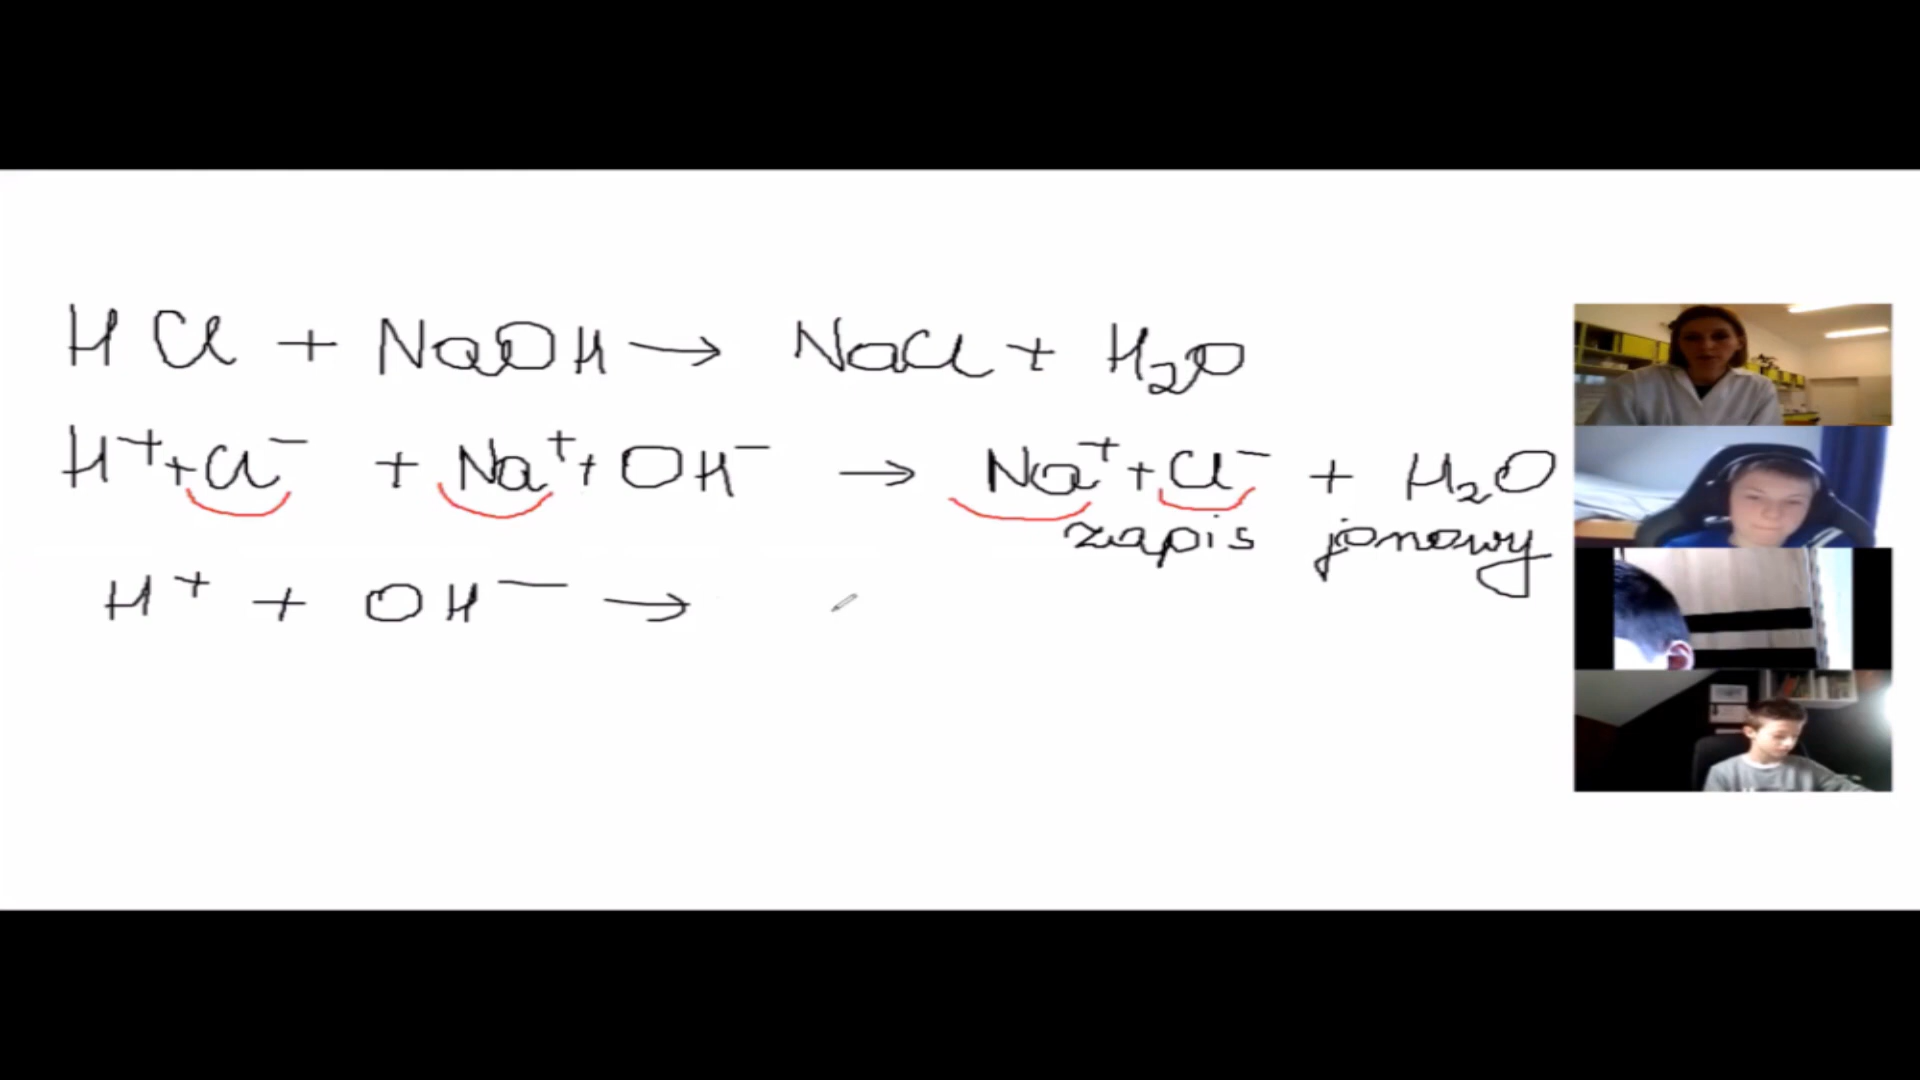 HCl + NaOH → NaCl + H₂O
H⁺ + Cl⁻ + Na⁺ + OH⁻ → Na⁺ + Cl⁻ + H₂O
zapis jonowy
H⁺ + OH⁻ →